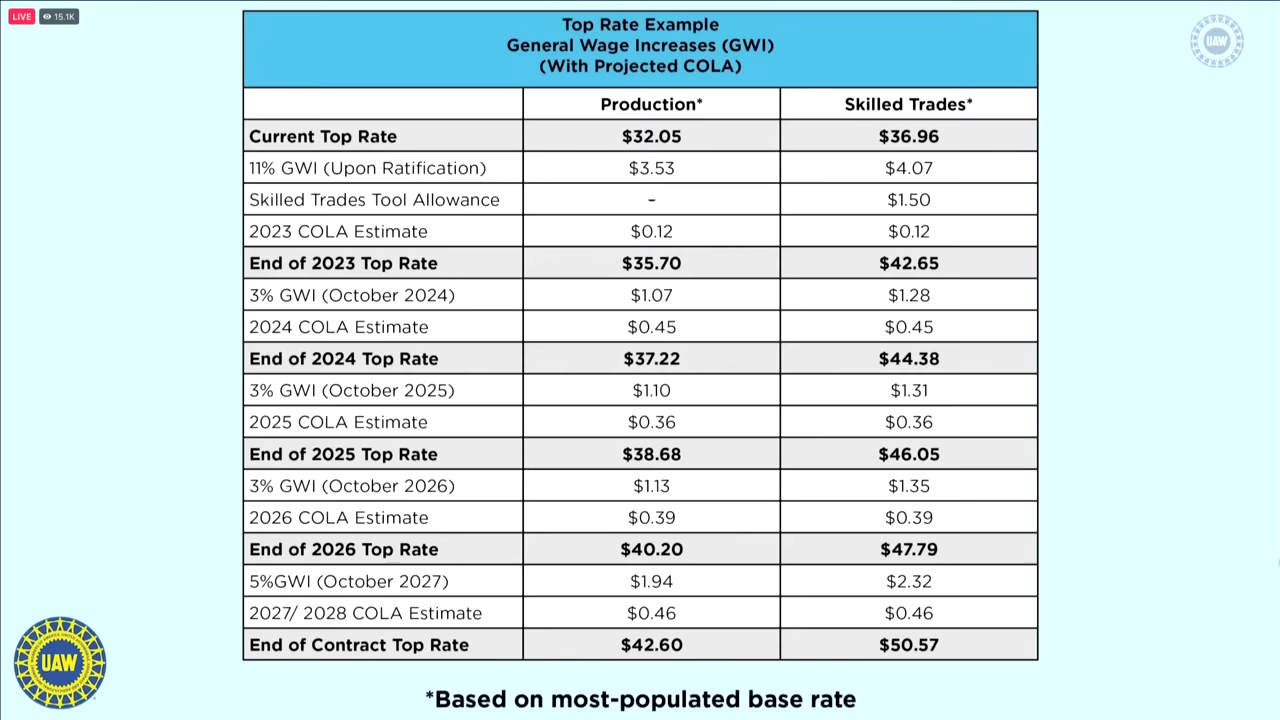 LIVE 15.1K
Top Rate Example
General Wage Increases (GWI)
(With Projected COLA)
UAW
Production* Skilled Trades*
Current Top Rate $32.05 $36.96
11% GWI (Upon Ratification) $3.53 $4.07
Skilled Trades Tool Allowance - $1.50
2023 COLA Estimate $0.12 $0.12
End of 2023 Top Rate $35.70 $42.65
3% GWI (October 2024) $1.07 $1.28
2024 COLA Estimate $0.45 $0.45
End of 2024 Top Rate $37.22 $44.38
3% GWI (October 2025) $1.10 $1.31
2025 COLA Estimate $0.36 $0.36
End of 2025 Top Rate $38.68 $46.05
3% GWI (October 2026) $1.13 $1.35
2026 COLA Estimate $0.39 $0.39
End of 2026 Top Rate $40.20 $47.79
5%GWI (October 2027) $1.94 $2.32
2027/ 2028 COLA Estimate $0.46 $0.46
End of Contract Top Rate $42.60 $50.57
UAW
*Based on most-populated base rate